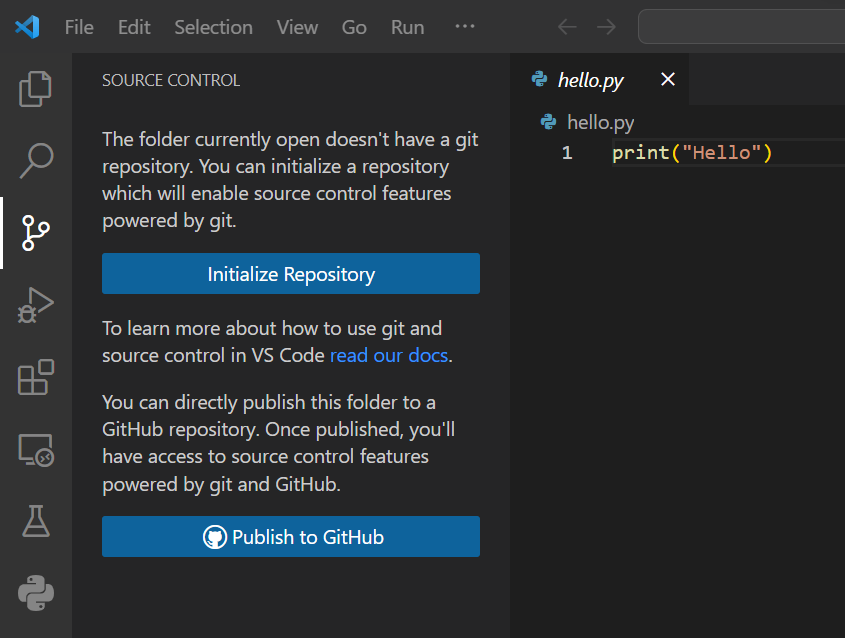 File Edit Selection View Go Run ···
SOURCE CONTROL
The folder currently open doesn't have a git
repository. You can initialize a repository
which will enable source control features
powered by git.
Initialize Repository
To learn more about how to use git and
source control in VS Code read our docs.
You can directly publish this folder to a
GitHub repository. Once published, you'll
have access to source control features
powered by git and GitHub.
Publish to GitHub
hello.py
hello.py
1 print("Hello")